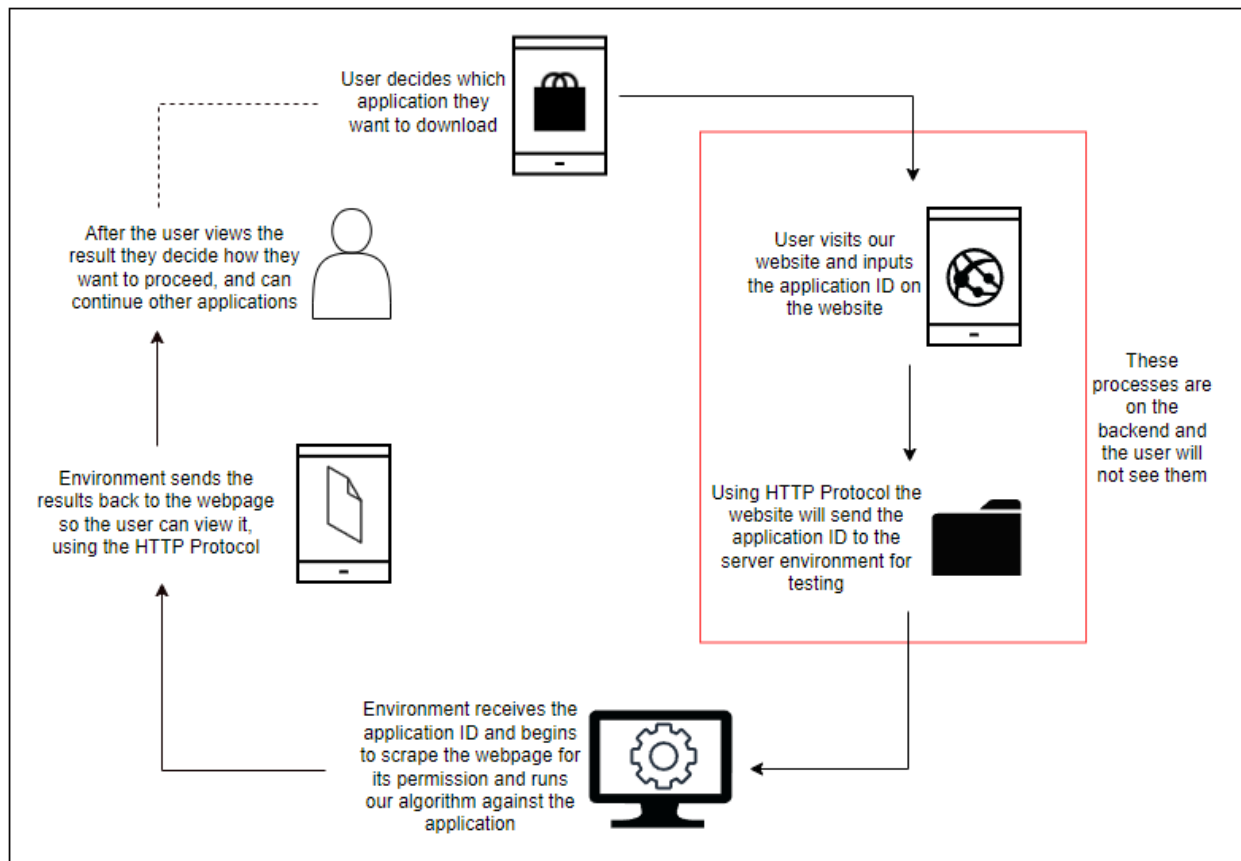 User decides which
application they
want to download
User visits our
website and inputs
the application ID on
the website
These
processes are
on the
backend and
the user will
not see them
Using HTTP Protocol the
website will send the
application ID to the
server environment for
testing
Environment receives the
application ID and begins
to scrape the webpage for
its permission and runs
our algorithm against the
application
Environment sends the
results back to the webpage
so the user can view it,
using the HTTP Protocol
After the user views the
result they decide how they
want to proceed, and can
continue other applications